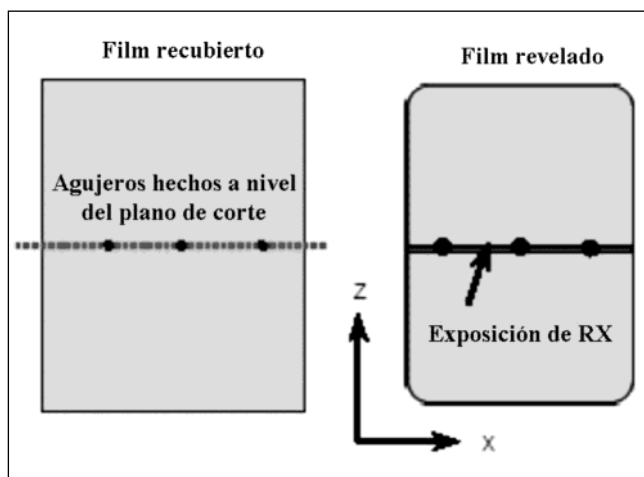 Film recubierto
Agujeros hechos a nivel
del plano de corte
Film revelado
Exposición de RX
Z
X